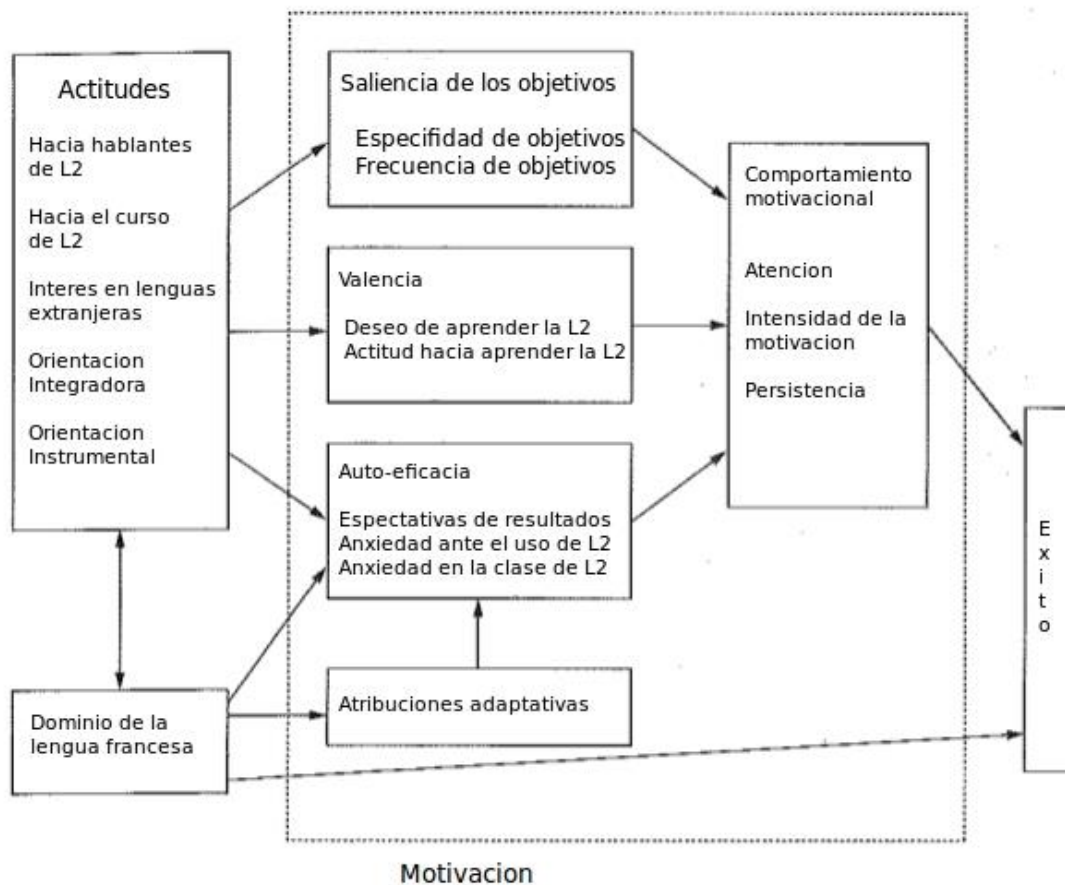 Actitudes
Hacia hablantes
de L2
Hacia el curso
de L2
Interes en lenguas
extranjeras
Orientacion
Integradora
Orientacion
Instrumental
Saliencia de los objetivos
Especifidad de objetivos
Frecuencia de objetivos
Valencia
Deseo de aprender la L2
Actitud hacia aprender la L2
Auto-eficacia
Espectativas de resultados
Anxiedad ante el uso de L2
Anxiedad en la clase de L2
Atribuciones adaptativas
Comportamiento
motivacional
Atencion
Intensidad de la
motivacion
Persistencia
Dominio de la
lengua francesa
Exito
Motivacion